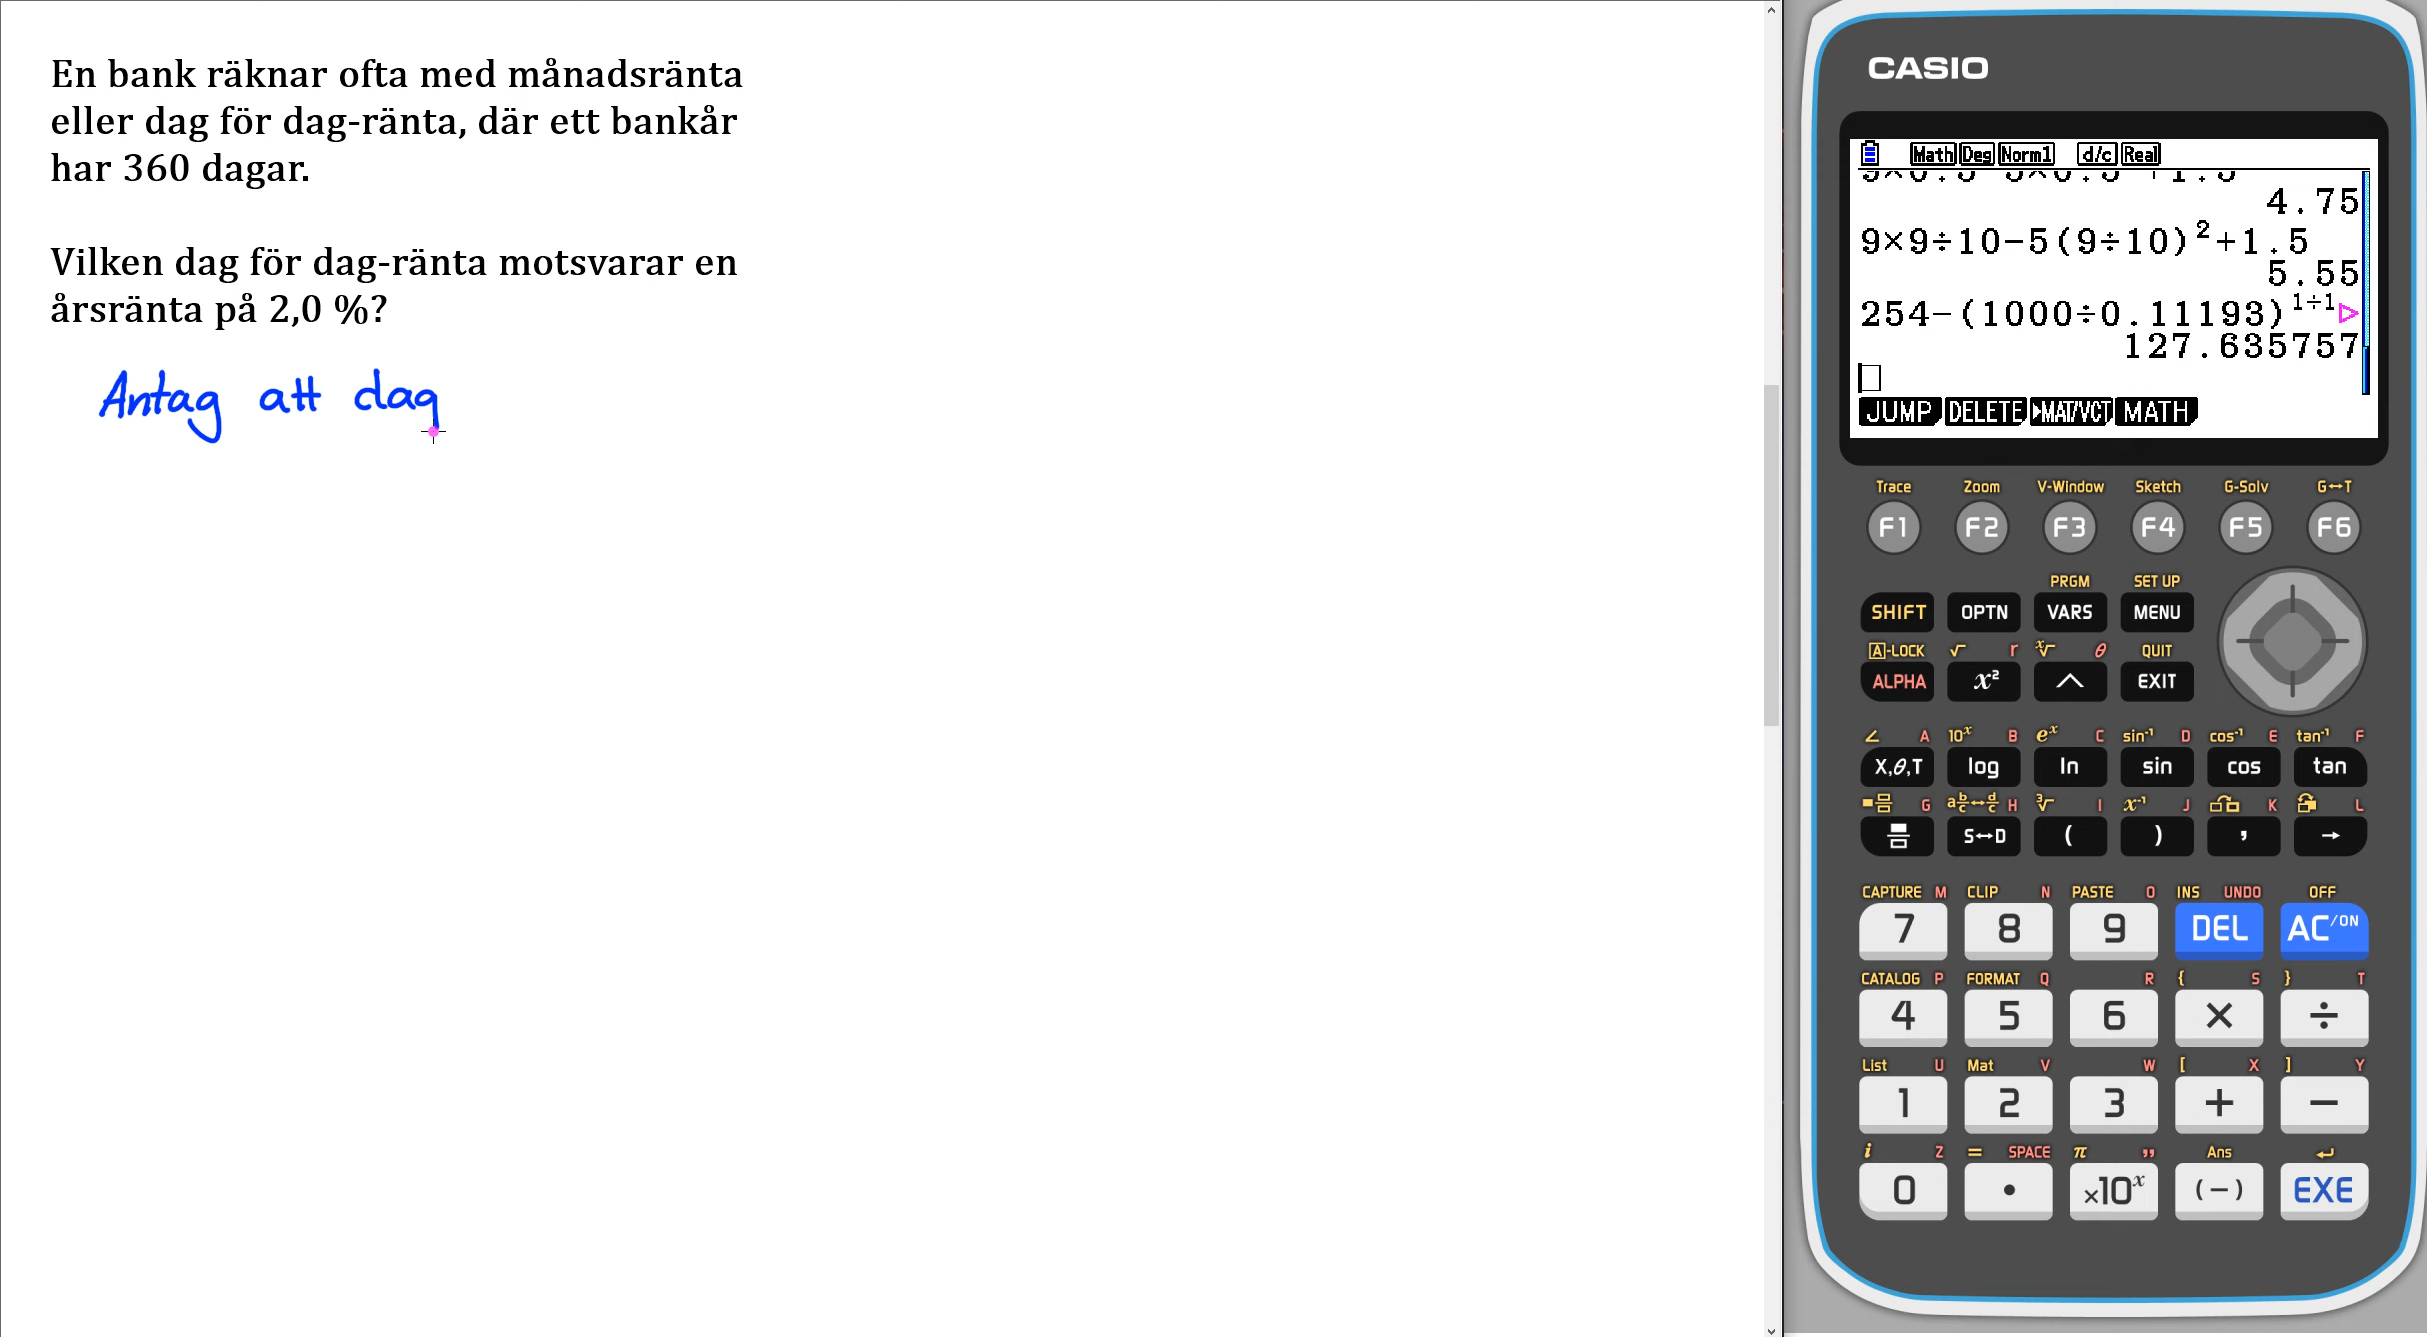 En bank räknar ofta med månadsränta
eller dag för dag-ränta, där ett bankår
har 360 dagar.
Vilken dag för dag-ränta motsvarar en
årsränta på 2,0 %?
Antag att dag
CASIO
Math Deg Norm1 d/c Real
4.75
9×9÷10-5(9÷10)²+1.5
5.55
254-(1000÷0.11193)^1÷1
127.635757
JUMP DELETE ▶MAT/VCT MATH
Trace Zoom V-Window Sketch G-Solv G↔T
F1 F2 F3 F4 F5 F6
PRGM SET UP
SHIFT OPTN VARS MENU
A-LOCK √ r ˣ√ θ QUIT
ALPHA x² ^ EXIT
∠ A 10ˣ B eˣ C sin⁻¹ D cos⁻¹ E tan⁻¹ F
X,θ,T log ln sin cos tan
G a b/c↔d/c H ³√ I x⁻¹ J K L
S↔D ( ) , →
CAPTURE M CLIP N PASTE O INS UNDO OFF
7 8 9 DEL AC/ON
CATALOG P FORMAT Q R { S } T
4 5 6 × ÷
List U Mat V W [ X ] Y
1 2 3 + −
i Z = SPACE π " Ans ↵
0 • ×10ˣ (−) EXE